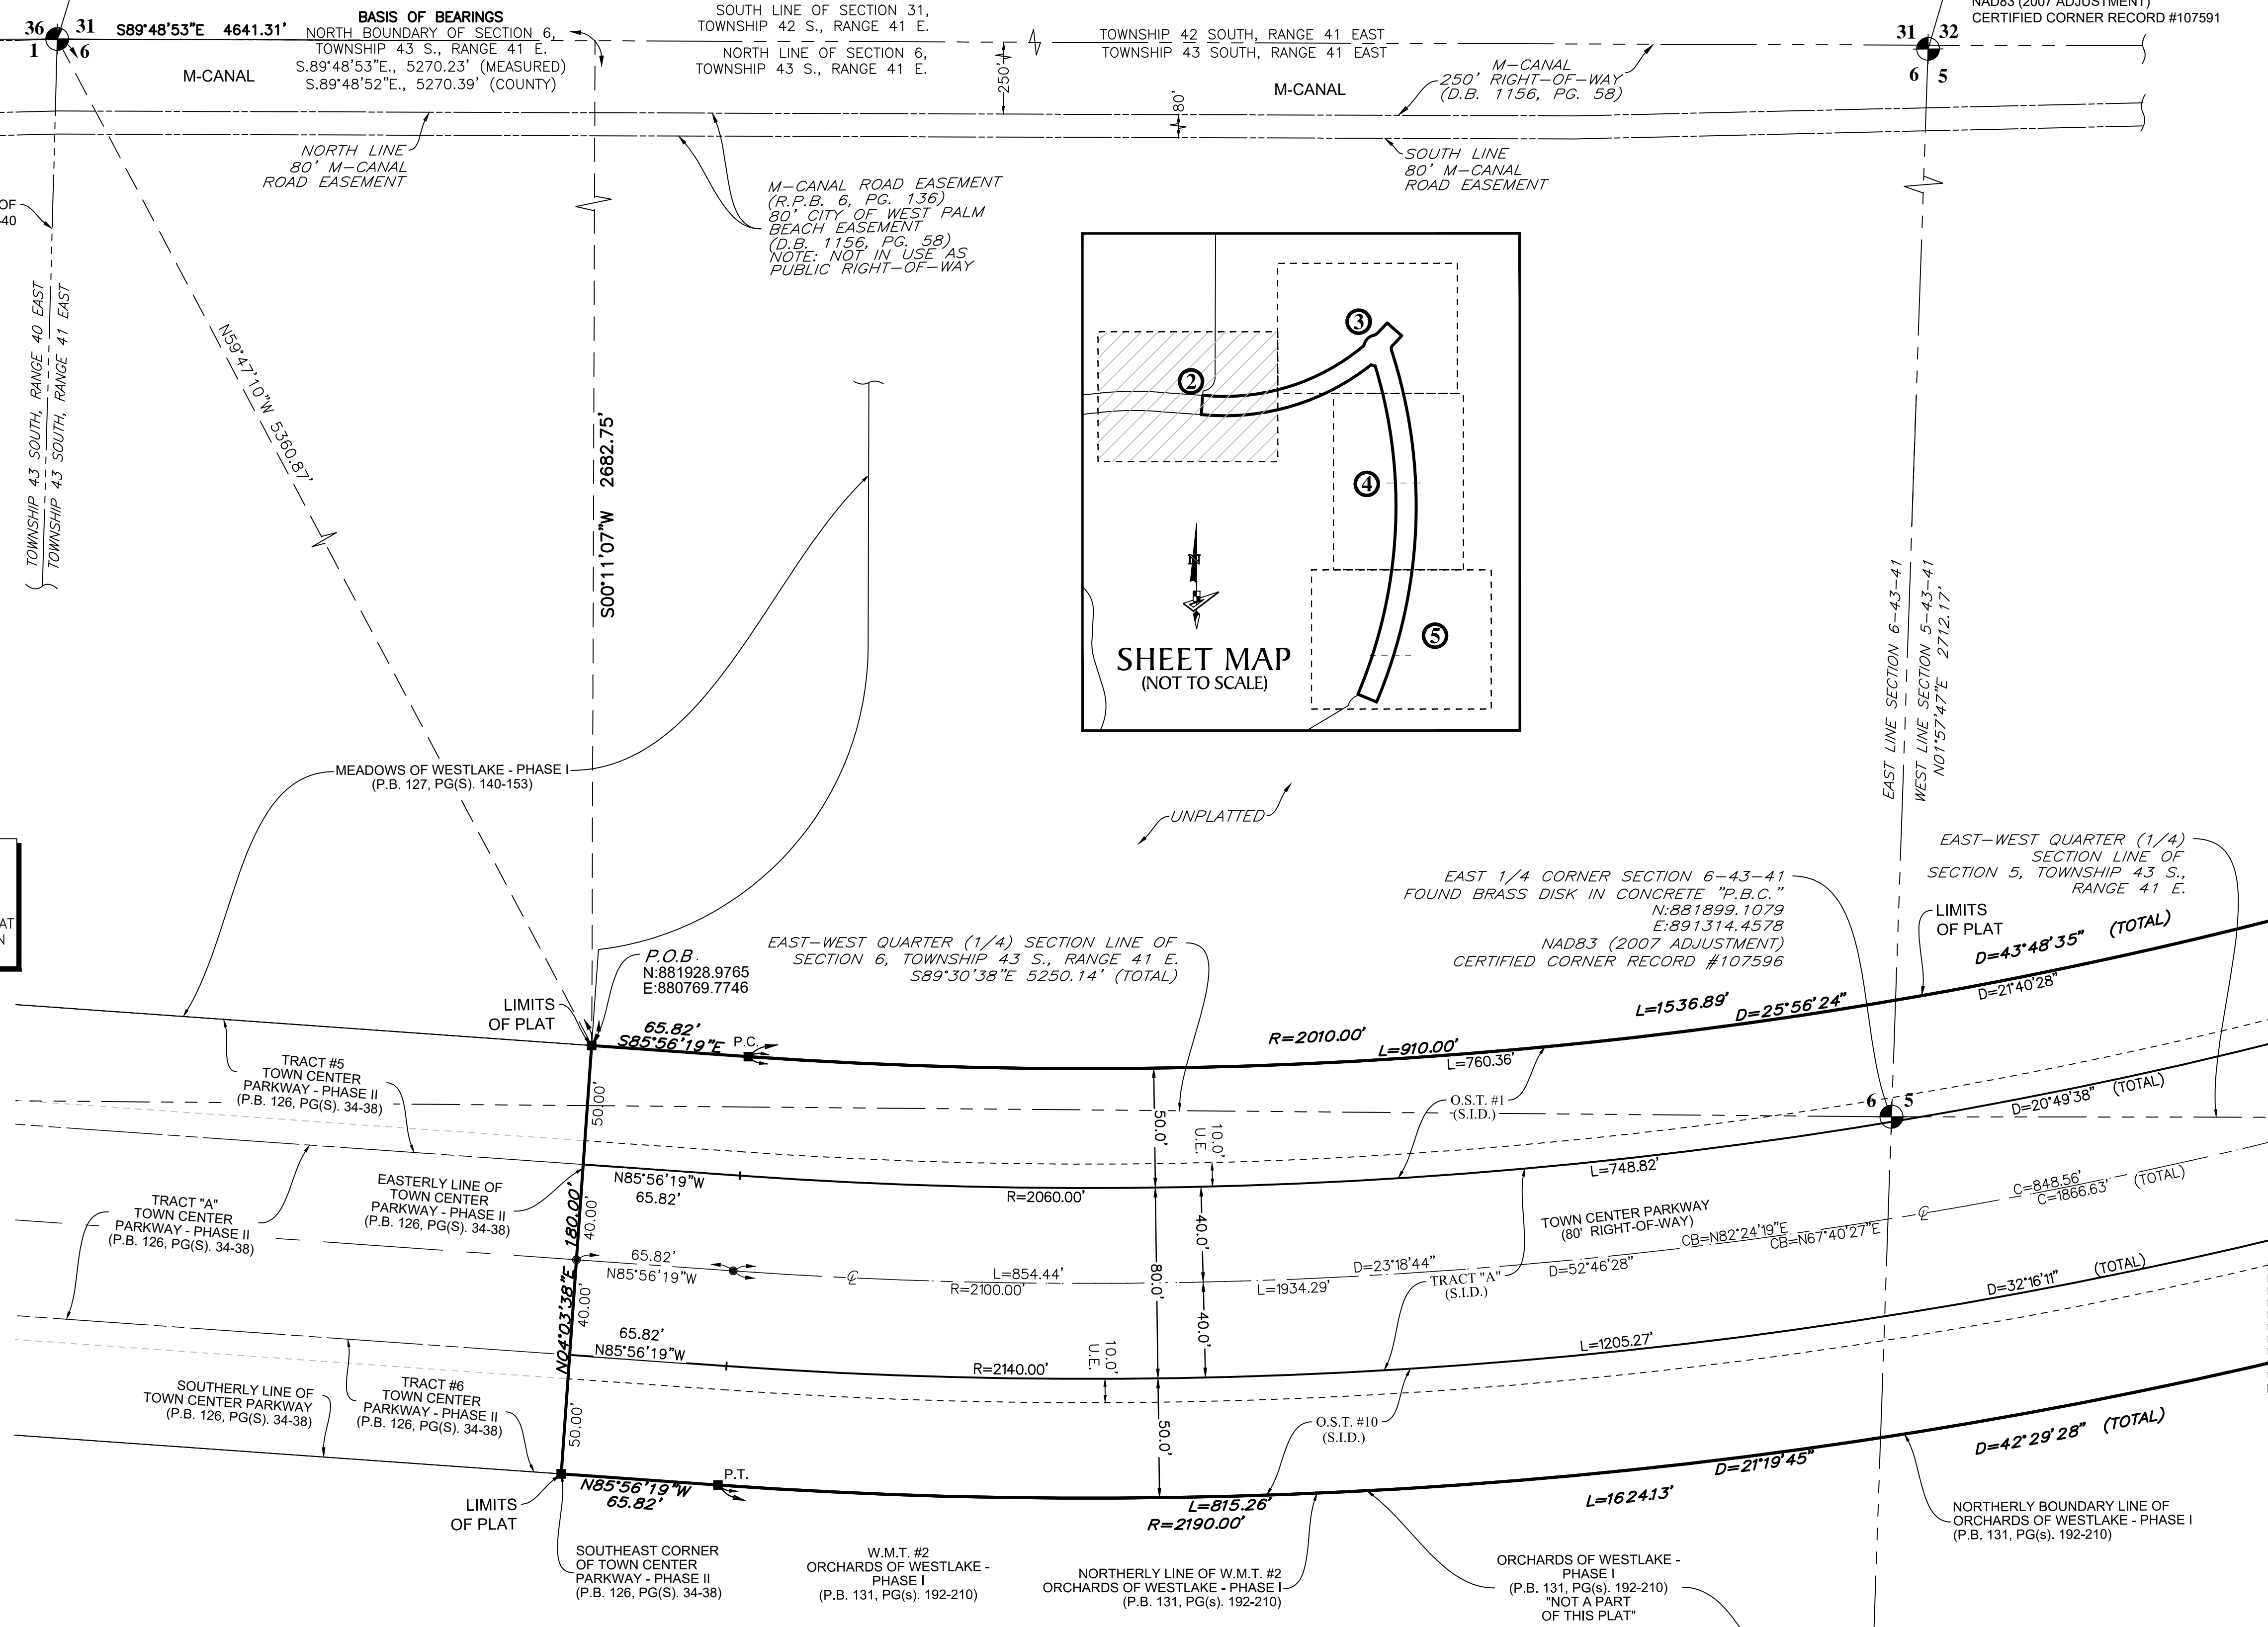 36 31
1 6
S89°48'53"E 4641.31'
BASIS OF BEARINGS
NORTH BOUNDARY OF SECTION 6,
TOWNSHIP 43 S., RANGE 41 E.
S.89°48'53"E., 5270.23' (MEASURED)
S.89°48'52"E., 5270.39' (COUNTY)
M-CANAL
SOUTH LINE OF SECTION 31,
TOWNSHIP 42 S., RANGE 41 E.
NORTH LINE OF SECTION 6,
TOWNSHIP 43 S., RANGE 41 E.
250'
TOWNSHIP 42 SOUTH, RANGE 41 EAST
TOWNSHIP 43 SOUTH, RANGE 41 EAST
M-CANAL
80'
M-CANAL
250' RIGHT-OF-WAY
(D.B. 1156, PG. 58)
NAD83 (2007 ADJUSTMENT)
CERTIFIED CORNER RECORD #107591
31 32
6 5
NORTH LINE
80' M-CANAL
ROAD EASEMENT
M-CANAL ROAD EASEMENT
(R.P.B. 6, PG. 136)
80' CITY OF WEST PALM
BEACH EASEMENT
(D.B. 1156, PG. 58)
NOTE: NOT IN USE AS
PUBLIC RIGHT-OF-WAY
SOUTH LINE
80' M-CANAL
ROAD EASEMENT
OF
-40
TOWNSHIP 43 SOUTH, RANGE 40 EAST
TOWNSHIP 43 SOUTH, RANGE 41 EAST
N59°47'10"W 5360.87'
S00°11'07"W 2682.75'
2
3
4
5
N
SHEET MAP
(NOT TO SCALE)
EAST LINE SECTION 6-43-41
WEST LINE SECTION 5-43-41
N01°57'47"E 2712.17'
MEADOWS OF WESTLAKE - PHASE I
(P.B. 127, PG(S). 140-153)
UNPLATTED
AT
N
EAST-WEST QUARTER (1/4)
SECTION LINE OF
SECTION 5, TOWNSHIP 43 S.,
RANGE 41 E.
EAST 1/4 CORNER SECTION 6-43-41
FOUND BRASS DISK IN CONCRETE "P.B.C."
N:881899.1079
E:891314.4578
NAD83 (2007 ADJUSTMENT)
CERTIFIED CORNER RECORD #107596
LIMITS
OF PLAT
D=43°48'35" (TOTAL)
D=21°40'28"
EAST-WEST QUARTER (1/4) SECTION LINE OF
SECTION 6, TOWNSHIP 43 S., RANGE 41 E.
S89°30'38"E 5250.14' (TOTAL)
P.O.B.
N:881928.9765
E:880769.7746
LIMITS
OF PLAT
65.82'
S85°56'19"E
P.C.
R=2010.00'
L=910.00'
L=760.36'
L=1536.89'
D=25°56'24"
TRACT #5
TOWN CENTER
PARKWAY - PHASE II
(P.B. 126, PG(S). 34-38)
50.00'
50.0'
10.0'
U.E.
O.S.T. #1
(S.I.D.)
6 5
D=20°49'38" (TOTAL)
EASTERLY LINE OF
TOWN CENTER
PARKWAY - PHASE II
(P.B. 126, PG(S). 34-38)
N85°56'19"W
65.82'
R=2060.00'
L=748.82'
TRACT "A"
TOWN CENTER
PARKWAY - PHASE II
(P.B. 126, PG(S). 34-38)
N04°03'38"E 180.00'
40.00'
40.00'
40.0'
80.0'
40.0'
TOWN CENTER PARKWAY
(80' RIGHT-OF-WAY)
C=848.56'
C=1866.63' (TOTAL)
CB=N82°24'19"E
CB=N67°40'27"E
65.82'
N85°56'19"W
L=854.44'
R=2100.00'
L=1934.29'
D=23°18'44"
D=52°46'28"
TRACT "A"
(S.I.D.)
D=32°16'11" (TOTAL)
65.82'
N85°56'19"W
R=2140.00'
10.0'
U.E.
L=1205.27'
SOUTHERLY LINE OF
TOWN CENTER PARKWAY
(P.B. 126, PG(S). 34-38)
TRACT #6
TOWN CENTER
PARKWAY - PHASE II
(P.B. 126, PG(S). 34-38)
50.00'
50.0'
O.S.T. #10
(S.I.D.)
D=42°29'28" (TOTAL)
D=21°19'45"
N85°56'19"W
65.82'
P.T.
L=815.26'
R=2190.00'
L=1624.13'
LIMITS
OF PLAT
SOUTHEAST CORNER
OF TOWN CENTER
PARKWAY - PHASE II
(P.B. 126, PG(S). 34-38)
W.M.T. #2
ORCHARDS OF WESTLAKE -
PHASE I
(P.B. 131, PG(s). 192-210)
NORTHERLY LINE OF W.M.T. #2
ORCHARDS OF WESTLAKE - PHASE I
(P.B. 131, PG(s). 192-210)
ORCHARDS OF WESTLAKE -
PHASE I
(P.B. 131, PG(s). 192-210)
"NOT A PART
OF THIS PLAT"
NORTHERLY BOUNDARY LINE OF
ORCHARDS OF WESTLAKE - PHASE I
(P.B. 131, PG(s). 192-210)